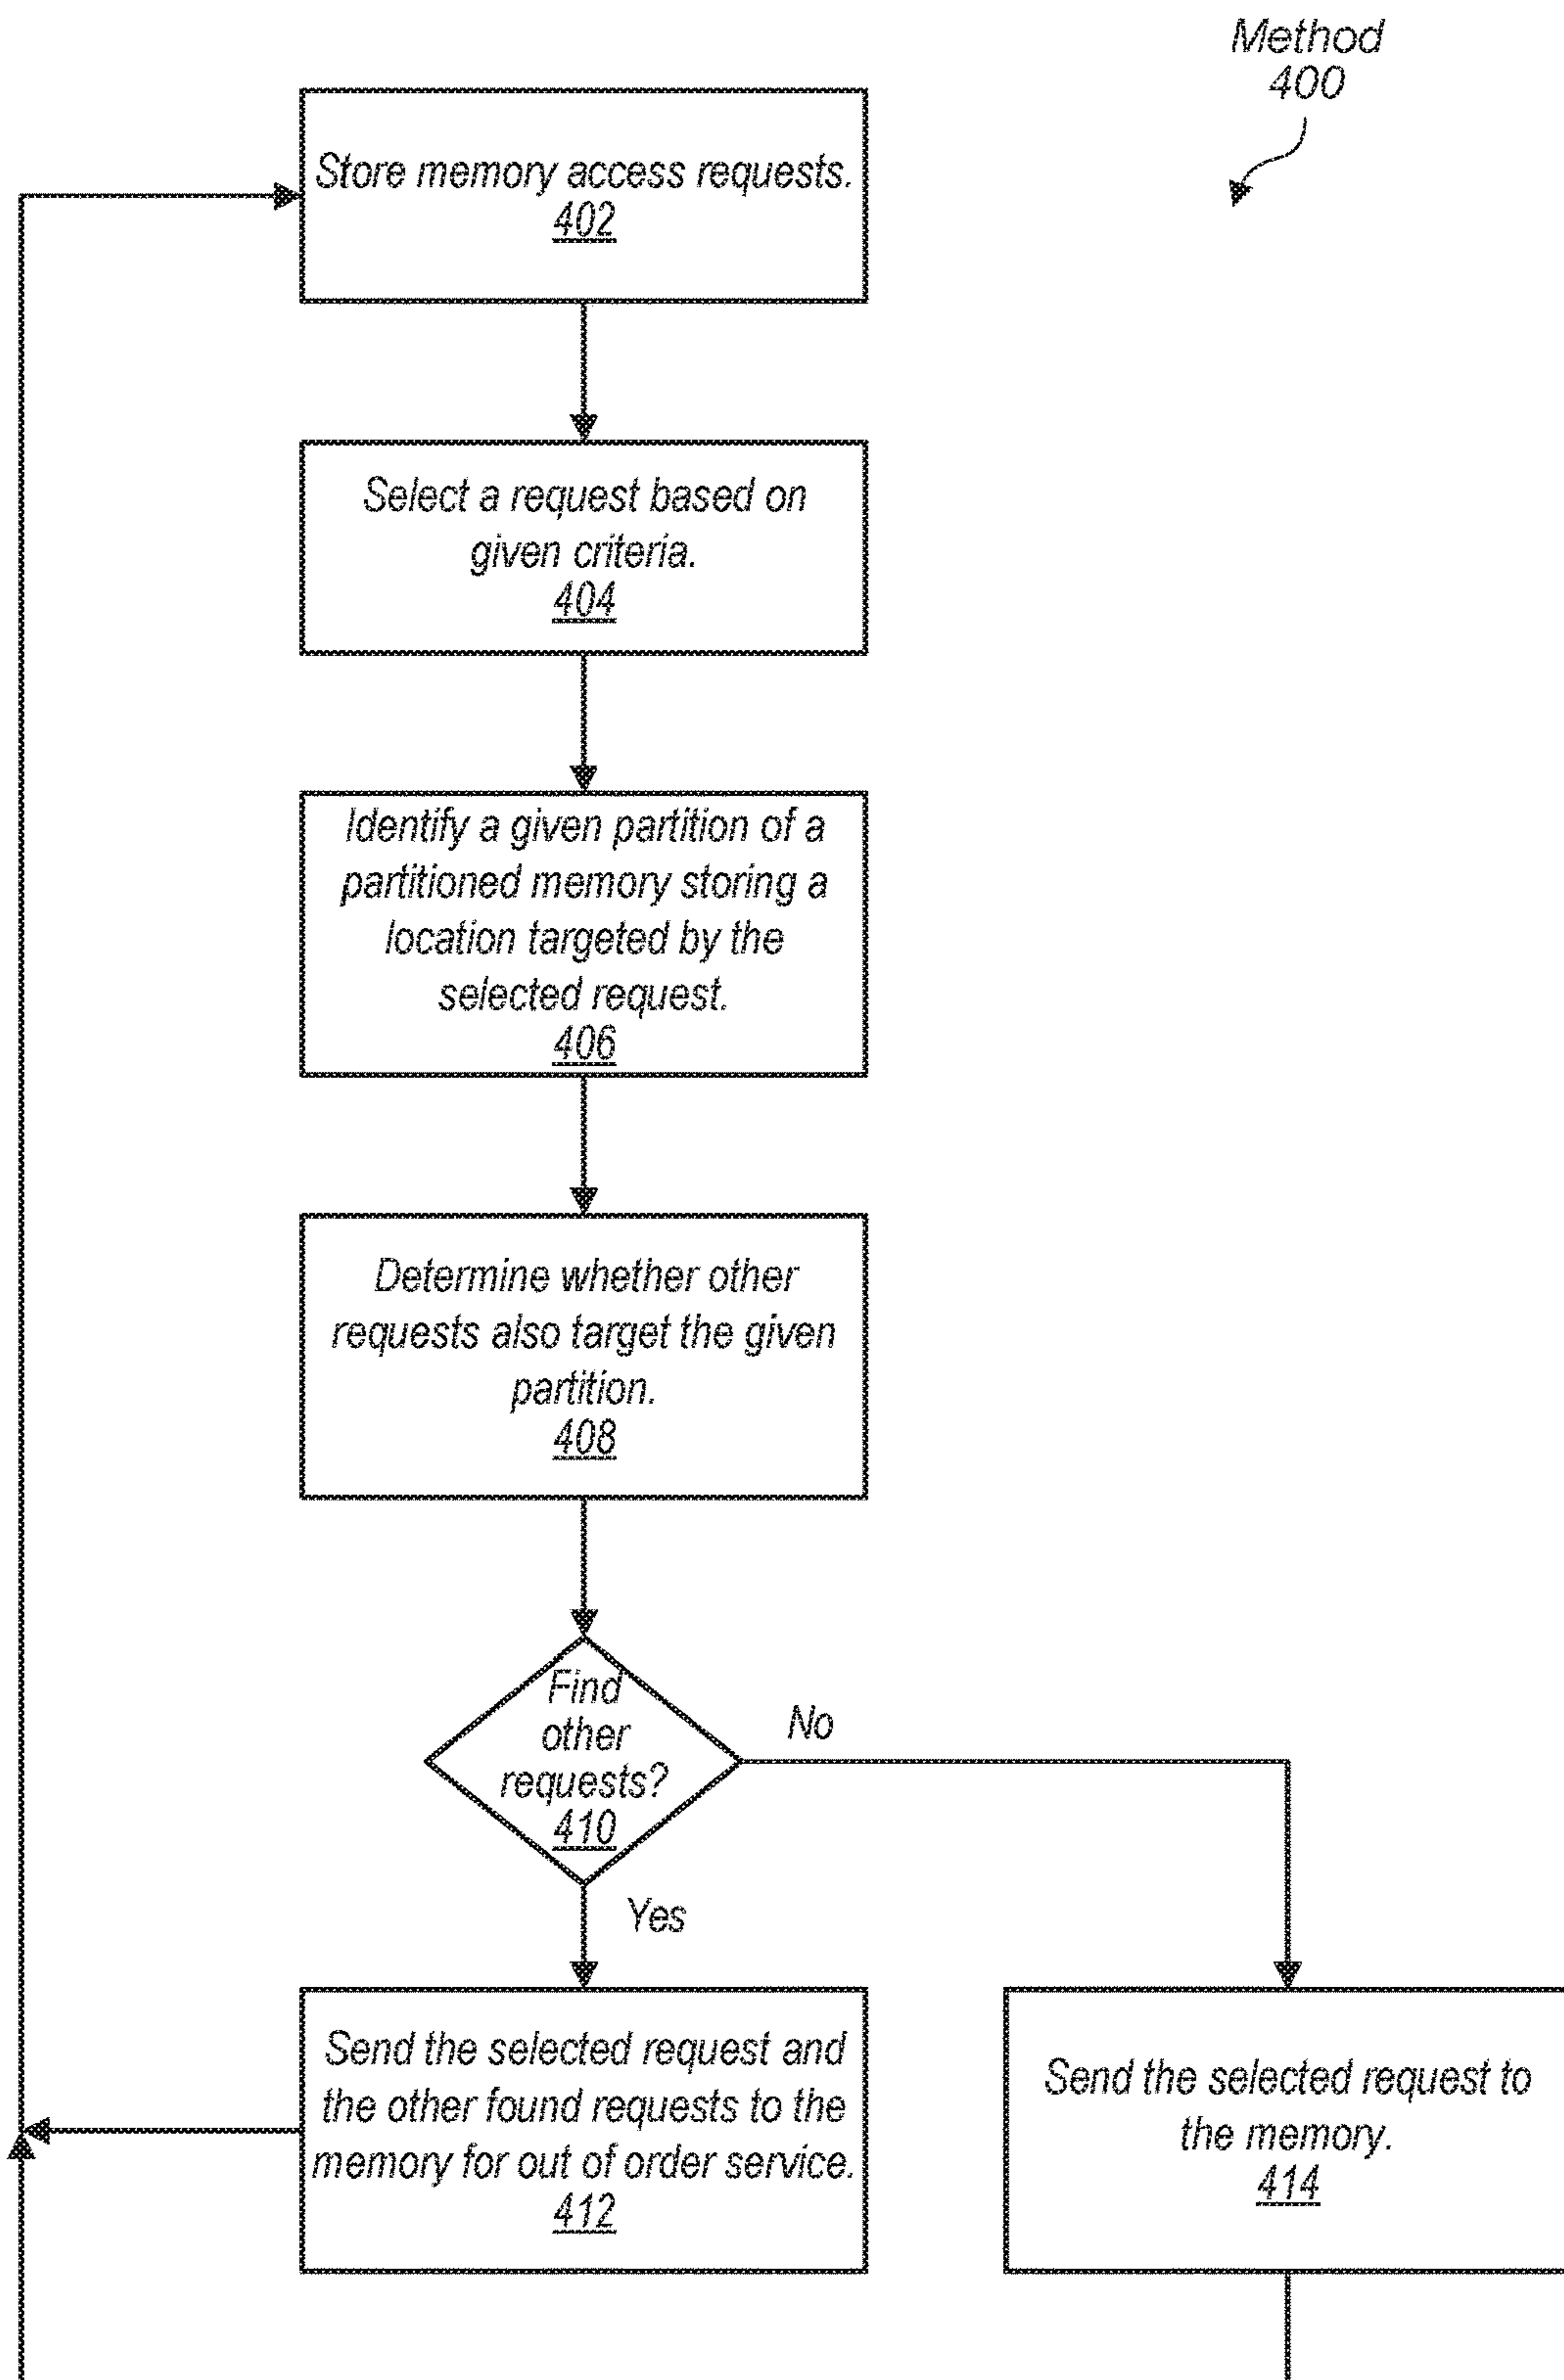 Method
400
Store memory access requests.
402
Select a request based on
given criteria.
404
Identify a given partition of a
partitioned memory storing a
location targeted by the
selected request.
406
Determine whether other
requests also target the given
partition.
408
Find
other
requests?
410
No
Yes
Send the selected request and
the other found requests to the
memory for out of order service.
412
Send the selected request to
the memory.
414